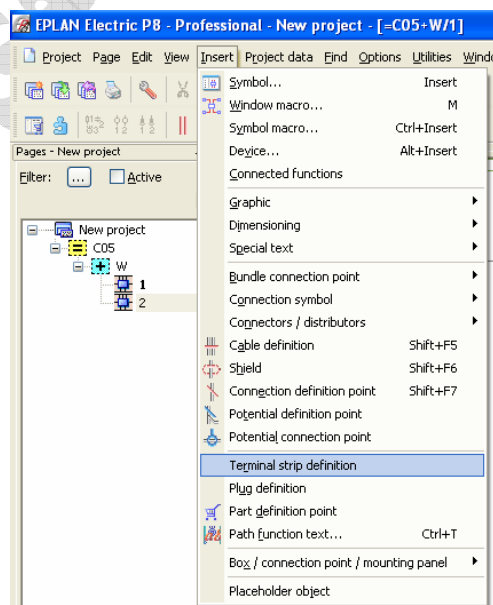 EPLAN Electric P8 - Professional - New project - [=C05+W/1]
Project Page Edit View Insert Project data Find Options Utilities
Pages - New project
Filter: ... Active
New project
C05
W
1
2
Symbol... Insert
Window macro... M
Symbol macro... Ctrl+Insert
Device... Alt+Insert
Connected functions
Graphic
Dimensioning
Special text
Bundle connection point
Connection symbol
Connectors / distributors
Cable definition Shift+F5
Shield Shift+F6
Connection definition point Shift+F7
Potential definition point
Potential connection point
Terminal strip definition
Plug definition
Part definition point
Path function text... Ctrl+T
Box / connection point / mounting panel
Placeholder object